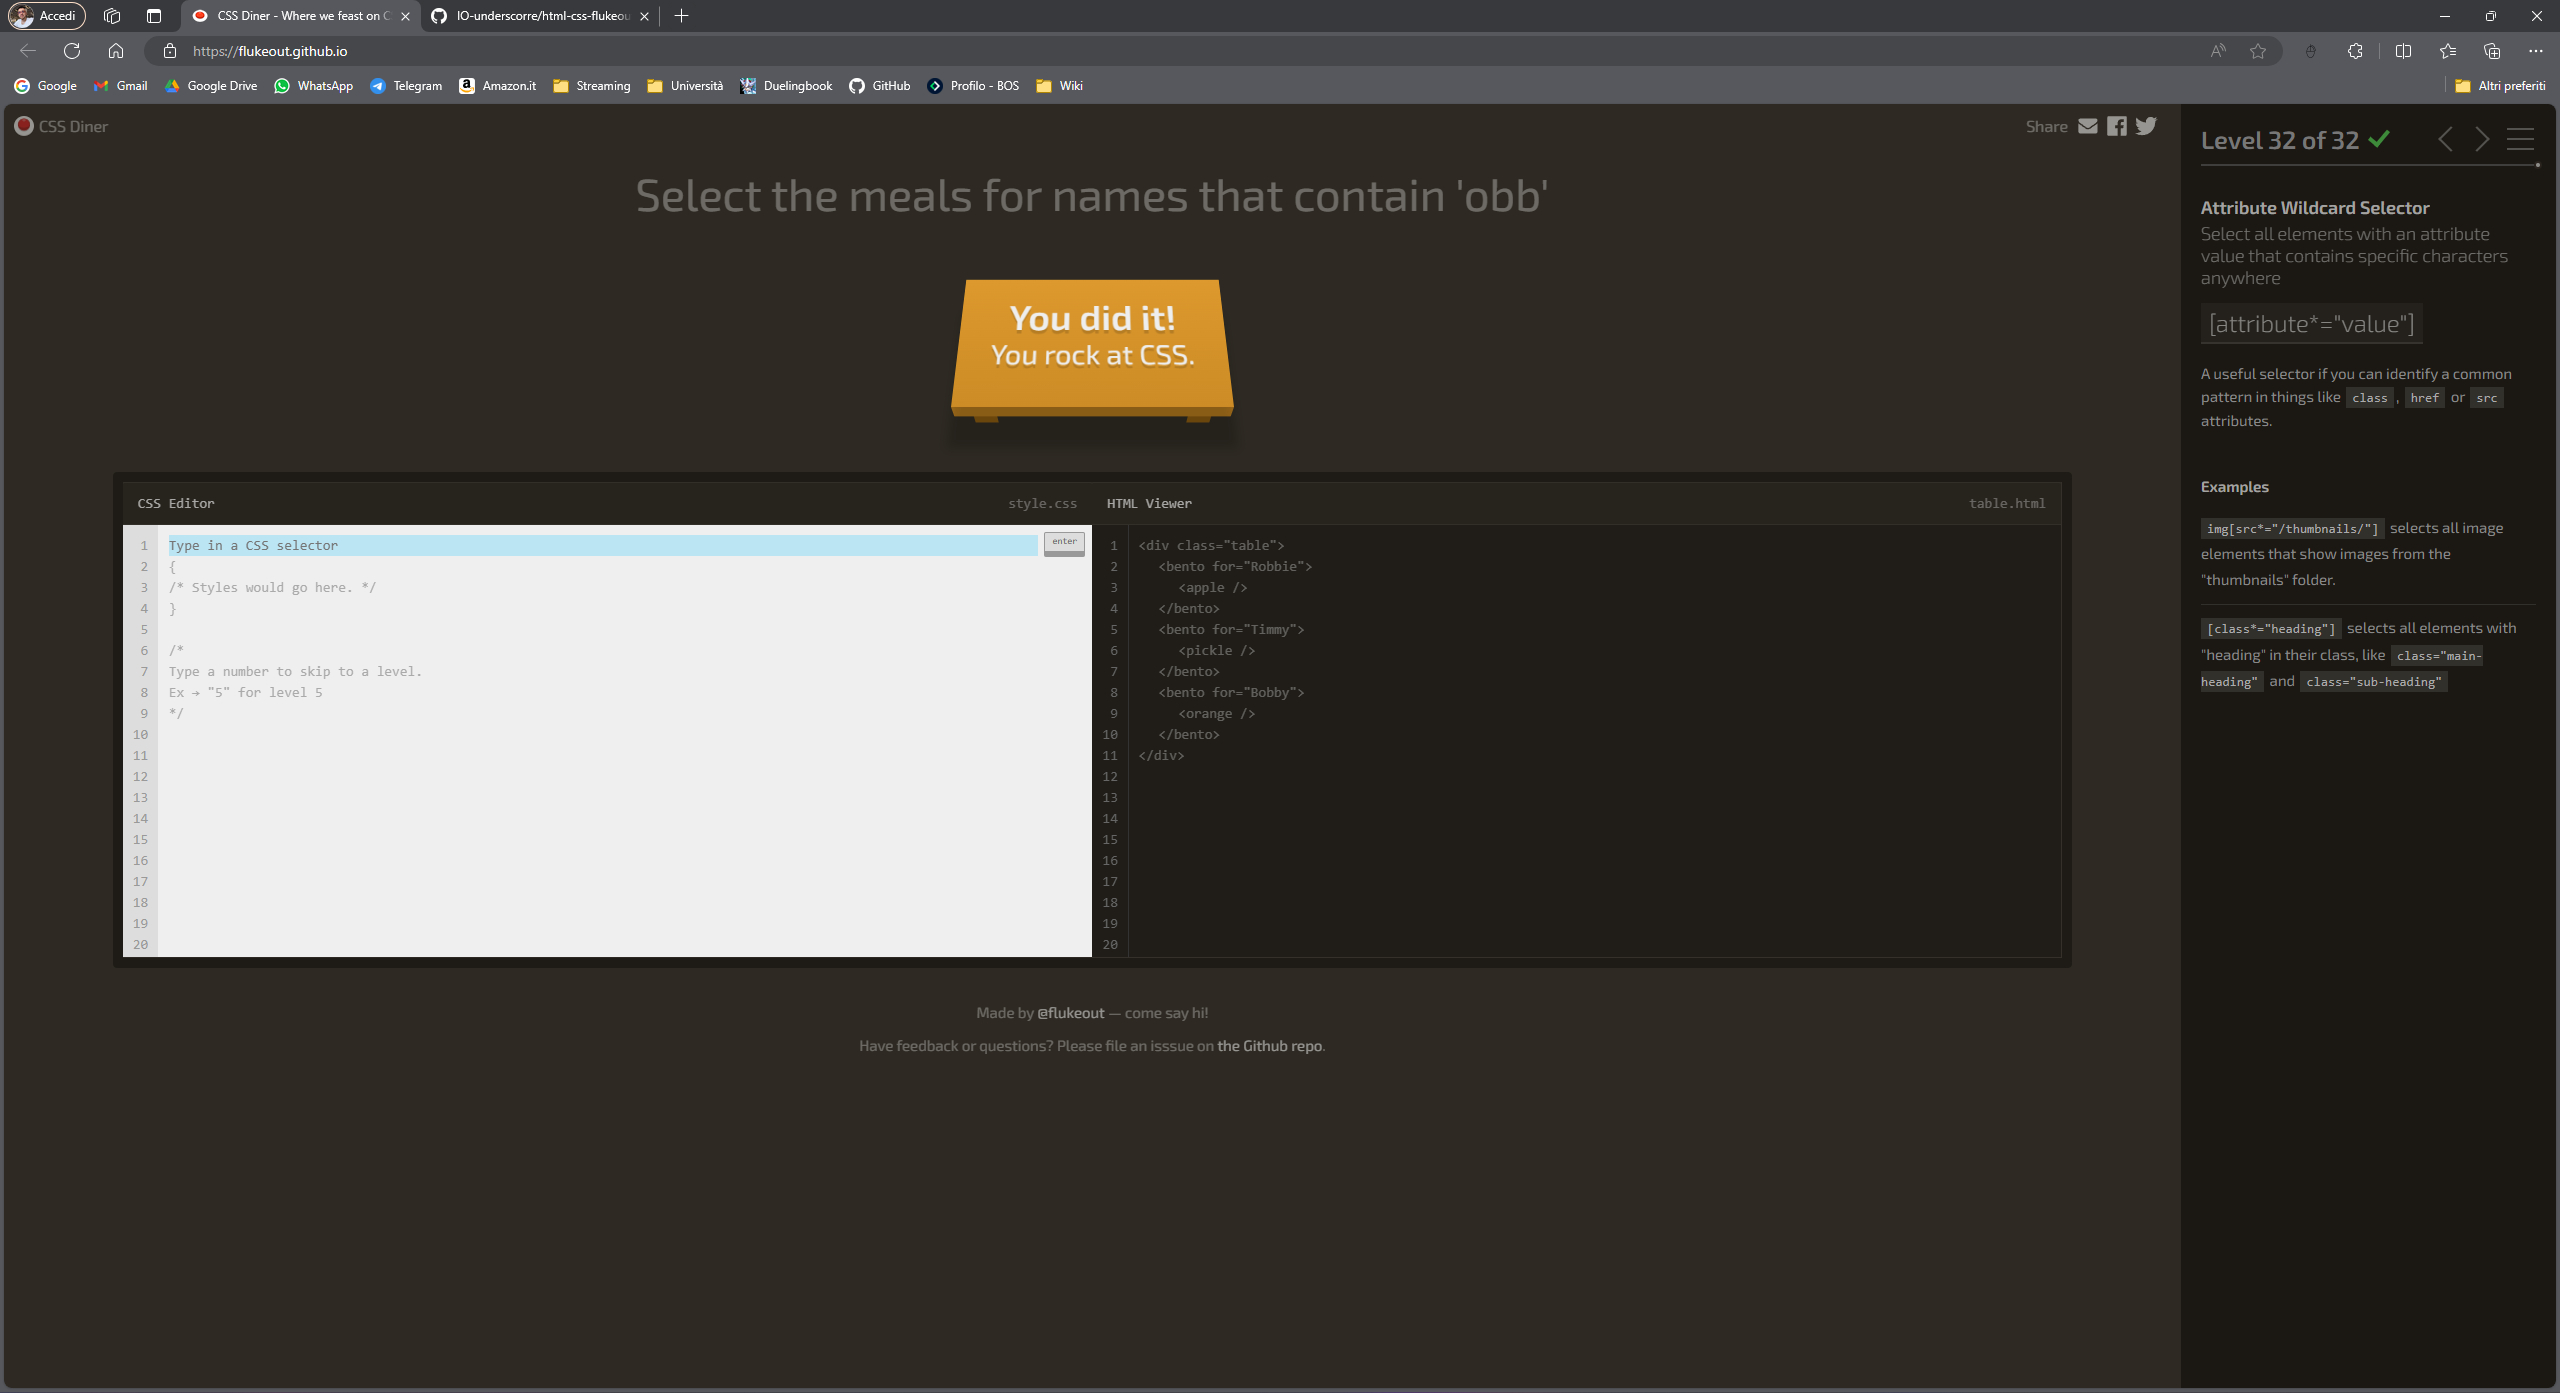 Accedi
CSS Diner - Where we feast on C
IO-underscorre/html-css-flukeou
https://flukeout.github.io
Google
Gmail
Google Drive
WhatsApp
Telegram
Amazon.it
Streaming
Università
Duelingbook
GitHub
Profilo - BOS
Wiki
Altri preferiti
CSS Diner
Share
Select the meals for names that contain 'obb'
You did it!
You rock at CSS.
CSS Editor
style.css
1 Type in a CSS selector
enter
2 {
3 /* Styles would go here. */
4 }
5
6 /*
7 Type a number to skip to a level.
8 Ex → "5" for level 5
9 */
10
11
12
13
14
15
16
17
18
19
20
HTML Viewer
table.html
1 <div class="table">
2 <bento for="Robbie">
3 <apple />
4 </bento>
5 <bento for="Timmy">
6 <pickle />
7 </bento>
8 <bento for="Bobby">
9 <orange />
10 </bento>
11 </div>
12
13
14
15
16
17
18
19
20
Made by @flukeout — come say hi!
Have feedback or questions? Please file an isssue on the Github repo.
Level 32 of 32
Attribute Wildcard Selector
Select all elements with an attribute
value that contains specific characters
anywhere
[attribute*="value"]
A useful selector if you can identify a common
pattern in things like class , href or src
attributes.
Examples
img[src*="/thumbnails/"] selects all image
elements that show images from the
"thumbnails" folder.
[class*="heading"] selects all elements with
"heading" in their class, like class="main-
heading" and class="sub-heading"